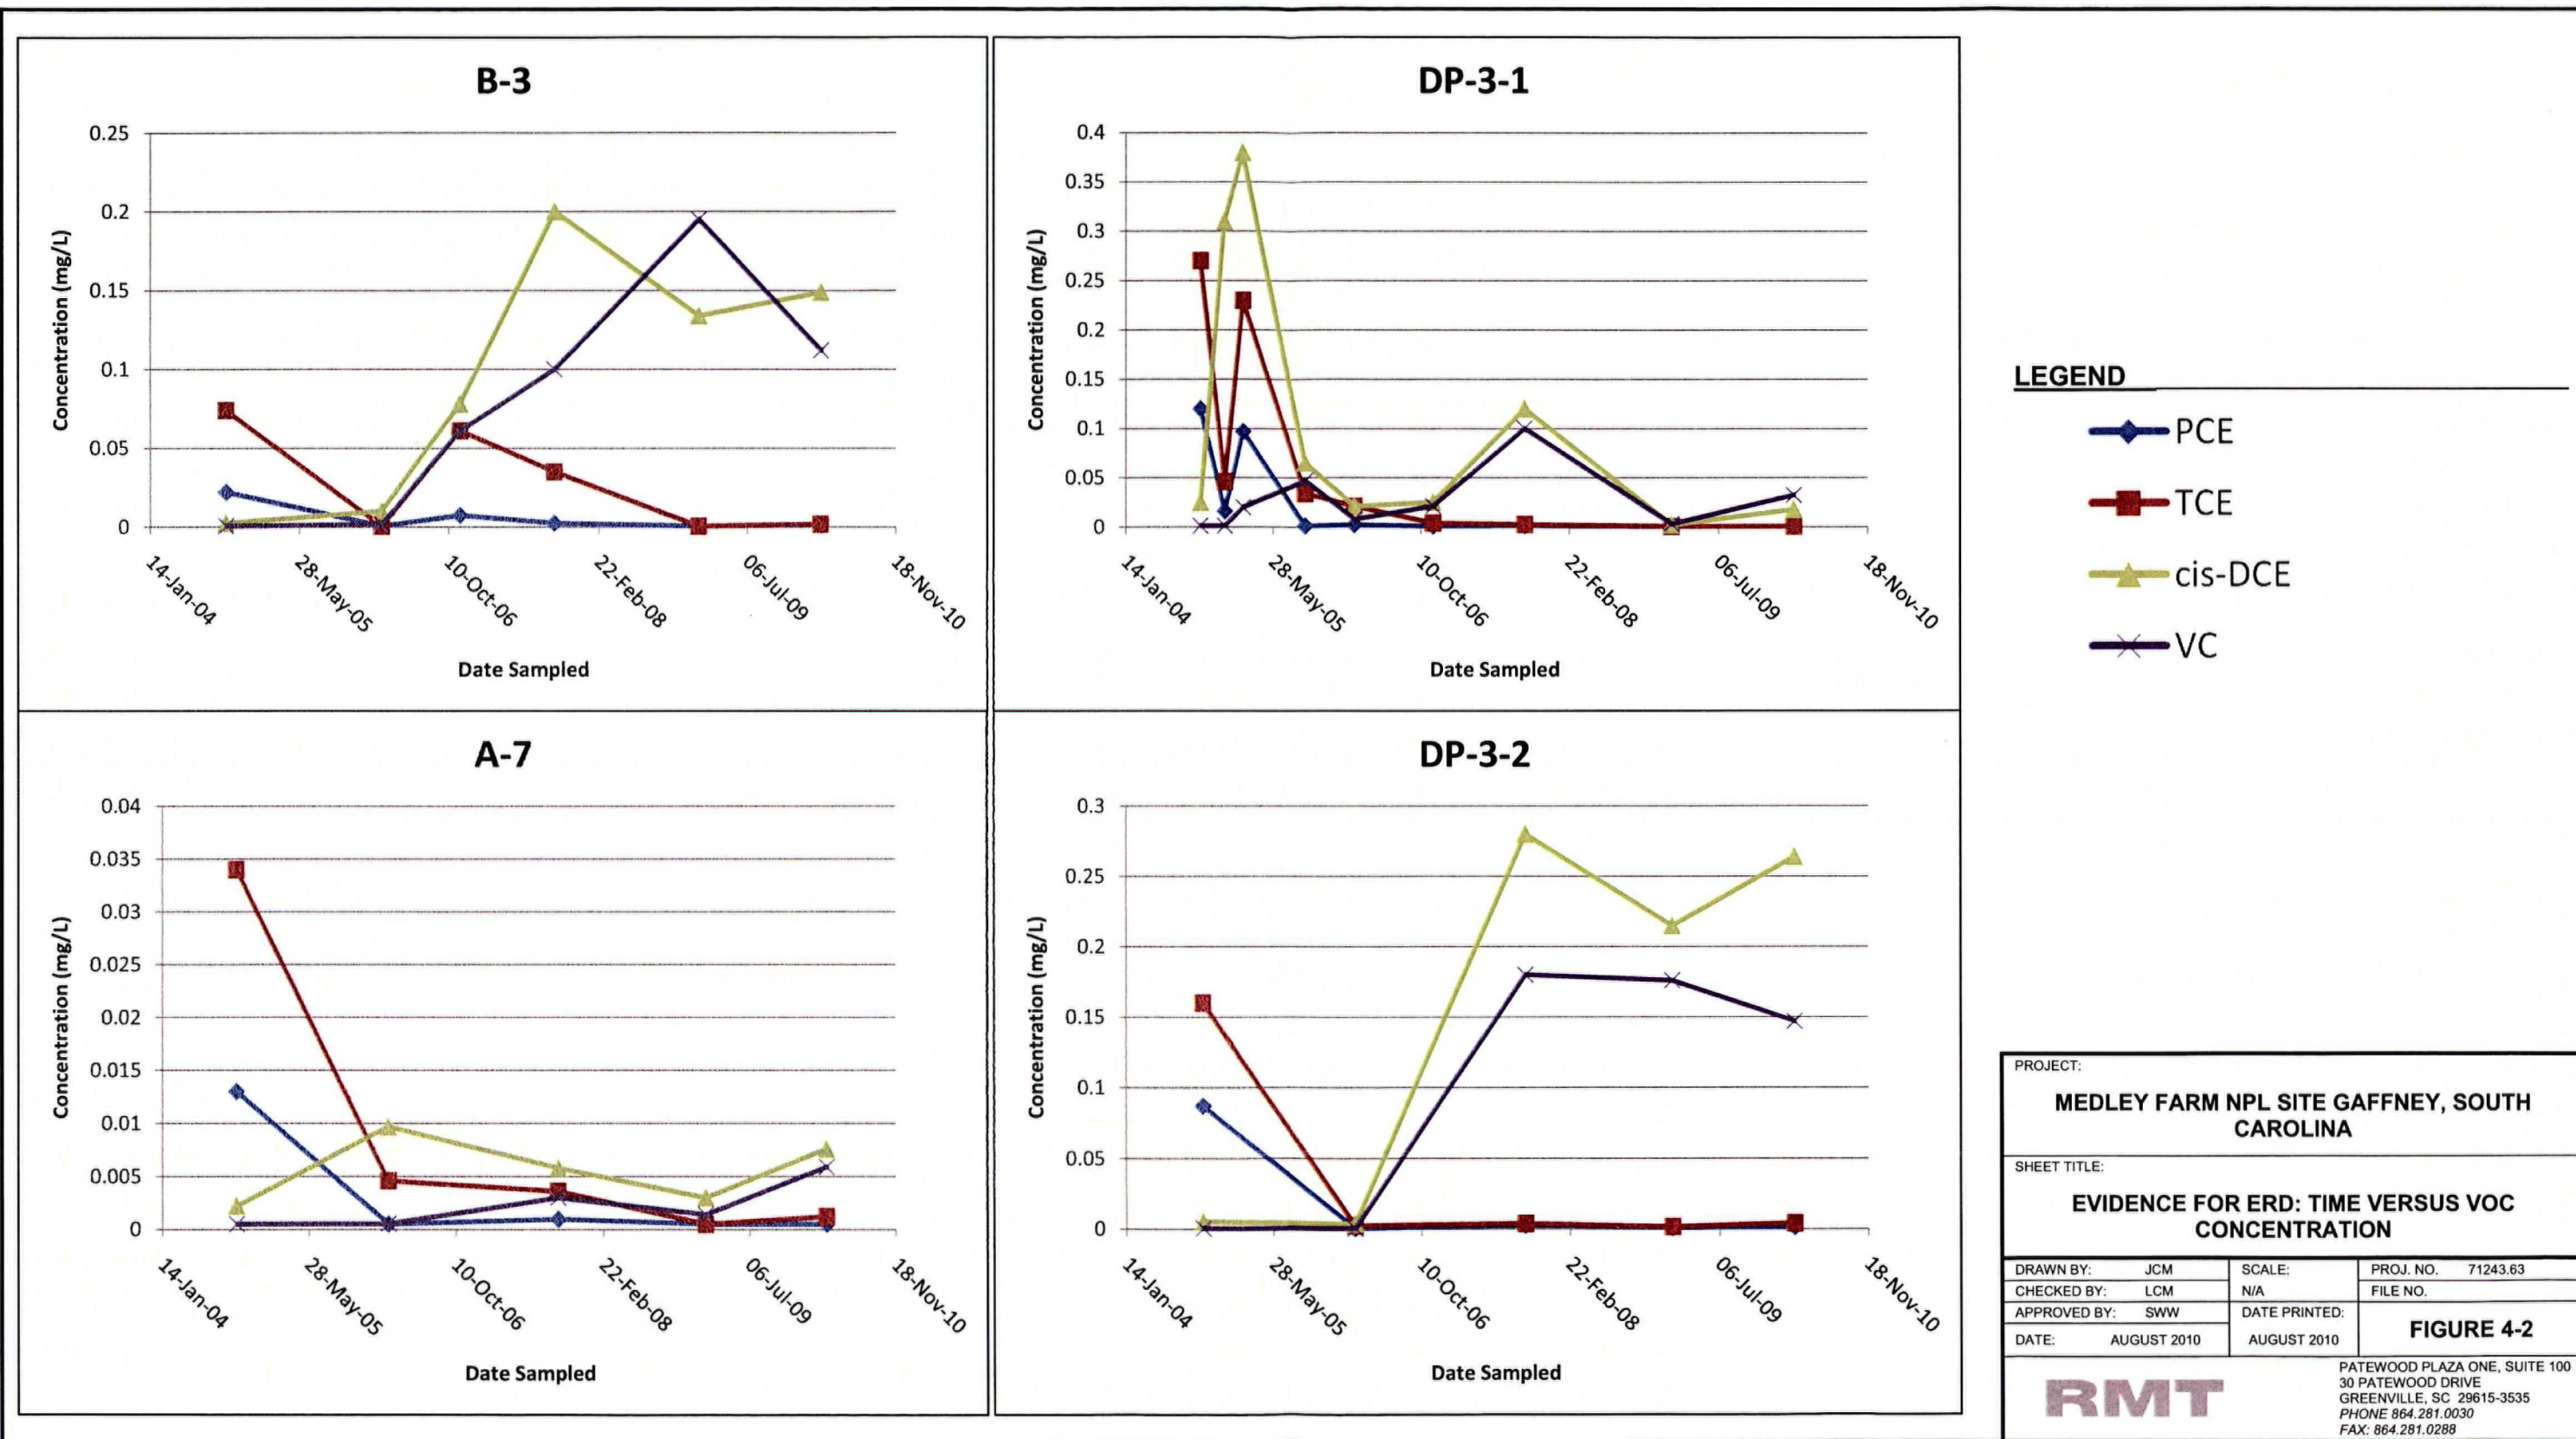 B-3
Concentration (mg/L)
0.25
0.2
0.15
0.1
0.05
0
14-Jan-04
28-May-05
10-Oct-06
22-Feb-08
06-Jul-09
18-Nov-10
Date Sampled
DP-3-1
Concentration (mg/L)
0.4
0.35
0.3
0.25
0.2
0.15
0.1
0.05
0
14-Jan-04
28-May-05
10-Oct-06
22-Feb-08
06-Jul-09
18-Nov-10
Date Sampled
A-7
Concentration (mg/L)
0.04
0.035
0.03
0.025
0.02
0.015
0.01
0.005
0
14-Jan-04
28-May-05
10-Oct-06
22-Feb-08
06-Jul-09
18-Nov-10
Date Sampled
DP-3-2
Concentration (mg/L)
0.3
0.25
0.2
0.15
0.1
0.05
0
14-Jan-04
28-May-05
10-Oct-06
22-Feb-08
06-Jul-09
18-Nov-10
Date Sampled
LEGEND
PCE
TCE
cis-DCE
VC
PROJECT:
MEDLEY FARM NPL SITE GAFFNEY, SOUTH
CAROLINA
SHEET TITLE:
EVIDENCE FOR ERD: TIME VERSUS VOC
CONCENTRATION
DRAWN BY: JCM
SCALE:
PROJ. NO. 71243.63
CHECKED BY: LCM
N/A
FILE NO.
APPROVED BY: SWW
DATE PRINTED:
FIGURE 4-2
DATE: AUGUST 2010
AUGUST 2010
RMT
PATEWOOD PLAZA ONE, SUITE 100
30 PATEWOOD DRIVE
GREENVILLE, SC 29615-3535
PHONE 864.281.0030
FAX: 864.281.0288